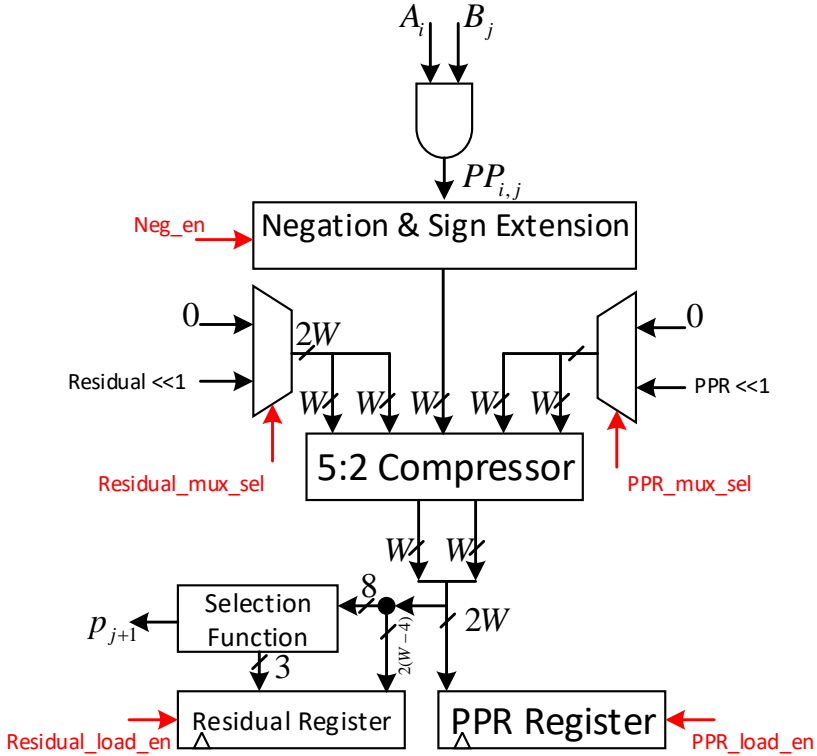 A_i B_j
PP_{i,j}
Neg_en
Negation & Sign Extension
0
2W
0
Residual <<1
PPR <<1
W W W W W
5:2 Compressor
Residual_mux_sel
PPR_mux_sel
W W
8
Selection
Function
p_{j+1}
2(W-4)
2W
3
Residual_load_en
Residual Register
PPR Register
PPR_load_en